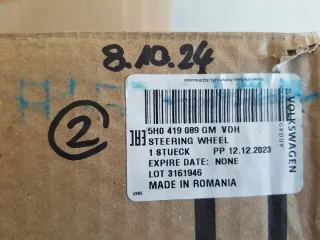 8.10.24
2
5H0 419 089 GM VDH
STEERING WHEEL
1 STUECK PP 12.12.2023
EXPIRE DATE: NONE
LOT 3161946
MADE IN ROMANIA
EAC
VOLKSWAGEN
GROUP